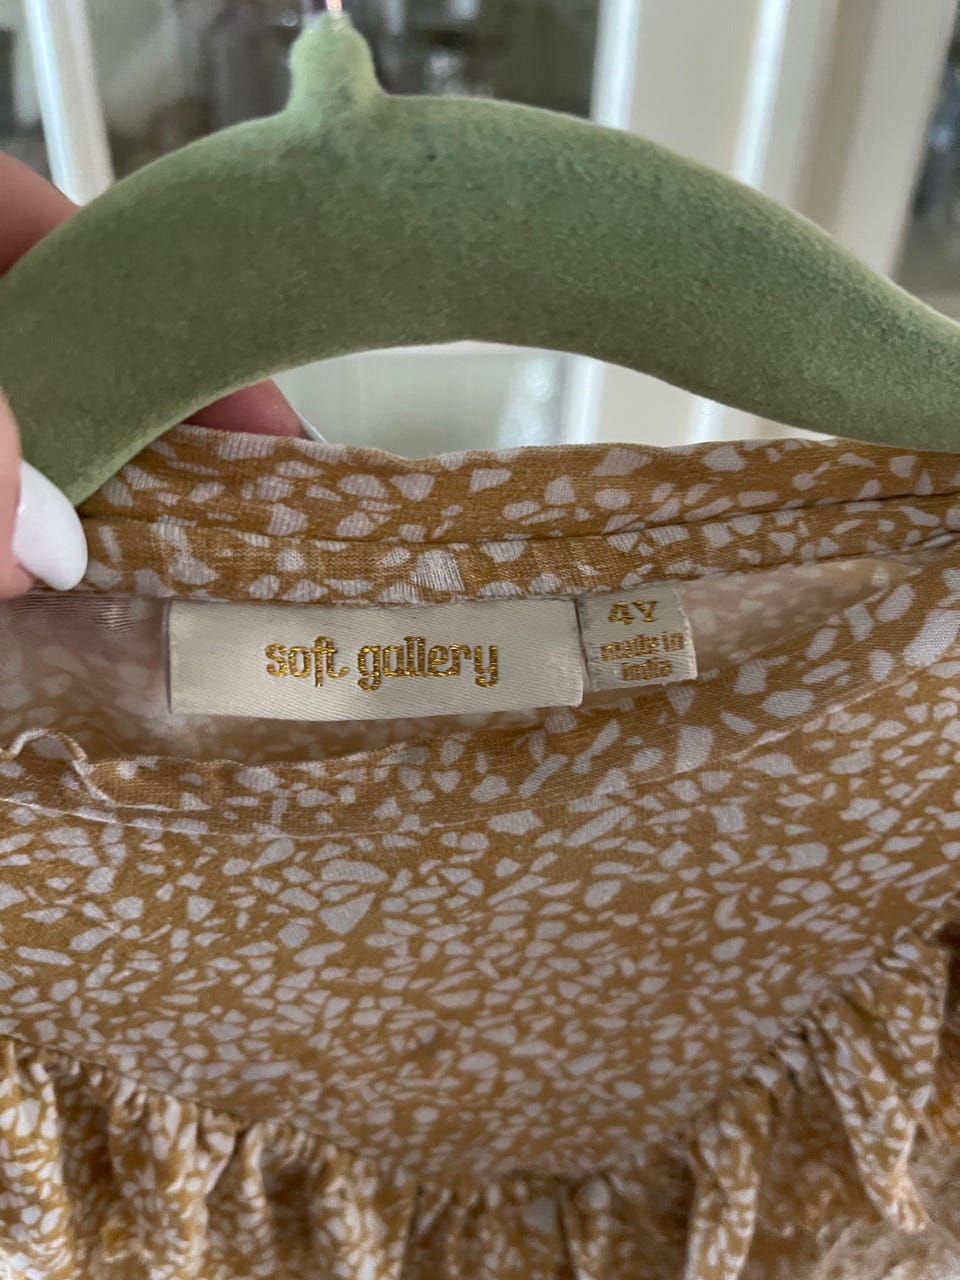 soft gallery
4Y
made in
india